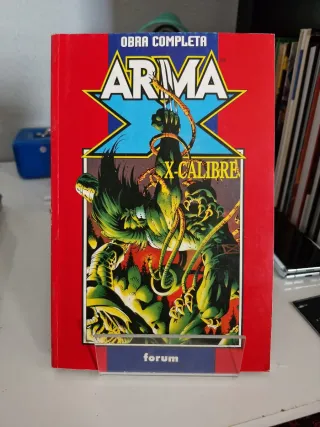 OBRA COMPLETA
ARMA
X
X-CALIBRE
forum